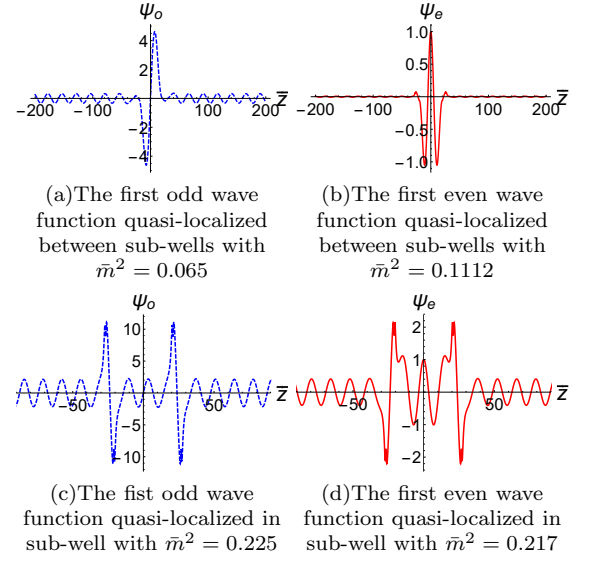 ψₒ
4
2
-2
-4
-200 -100 0 100 200 z̄
ψₑ
1.0
0.5
-0.5
-1.0
-200 -100 0 100 200 z̄
(a)The first odd wave
function quasi-localized
between sub-wells with
m̄² = 0.065
(b)The first even wave
function quasi-localized
between sub-wells with
m̄² = 0.1112
ψₒ
10
5
-5
-10
-50 50 z̄
ψₑ
2
1
-1
-2
-50 50 z̄
(c)The fist odd wave
function quasi-localized in
sub-well with m̄² = 0.225
(d)The first even wave
function quasi-localized in
sub-well with m̄² = 0.217